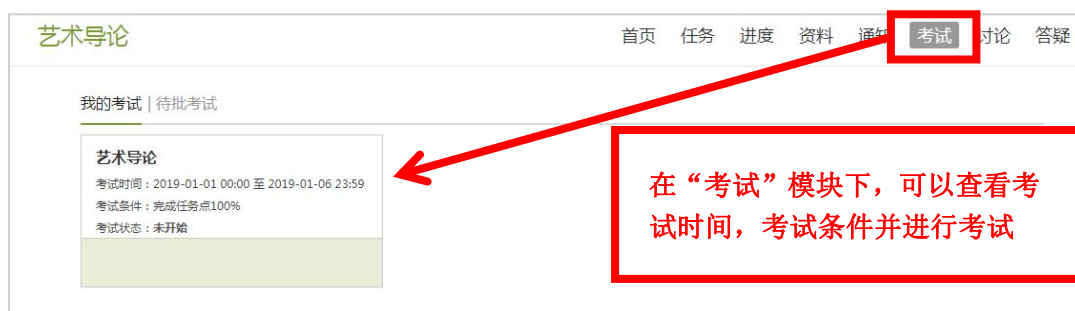 艺术导论
首页 任务 进度 资料 通知 考试 讨论 答疑
我的考试 | 待批考试
艺术导论
考试时间：2019-01-01 00:00 至 2019-01-06 23:59
考试条件：完成任务点100%
考试状态：未开始
在“考试”模块下，可以查看考
试时间，考试条件并进行考试